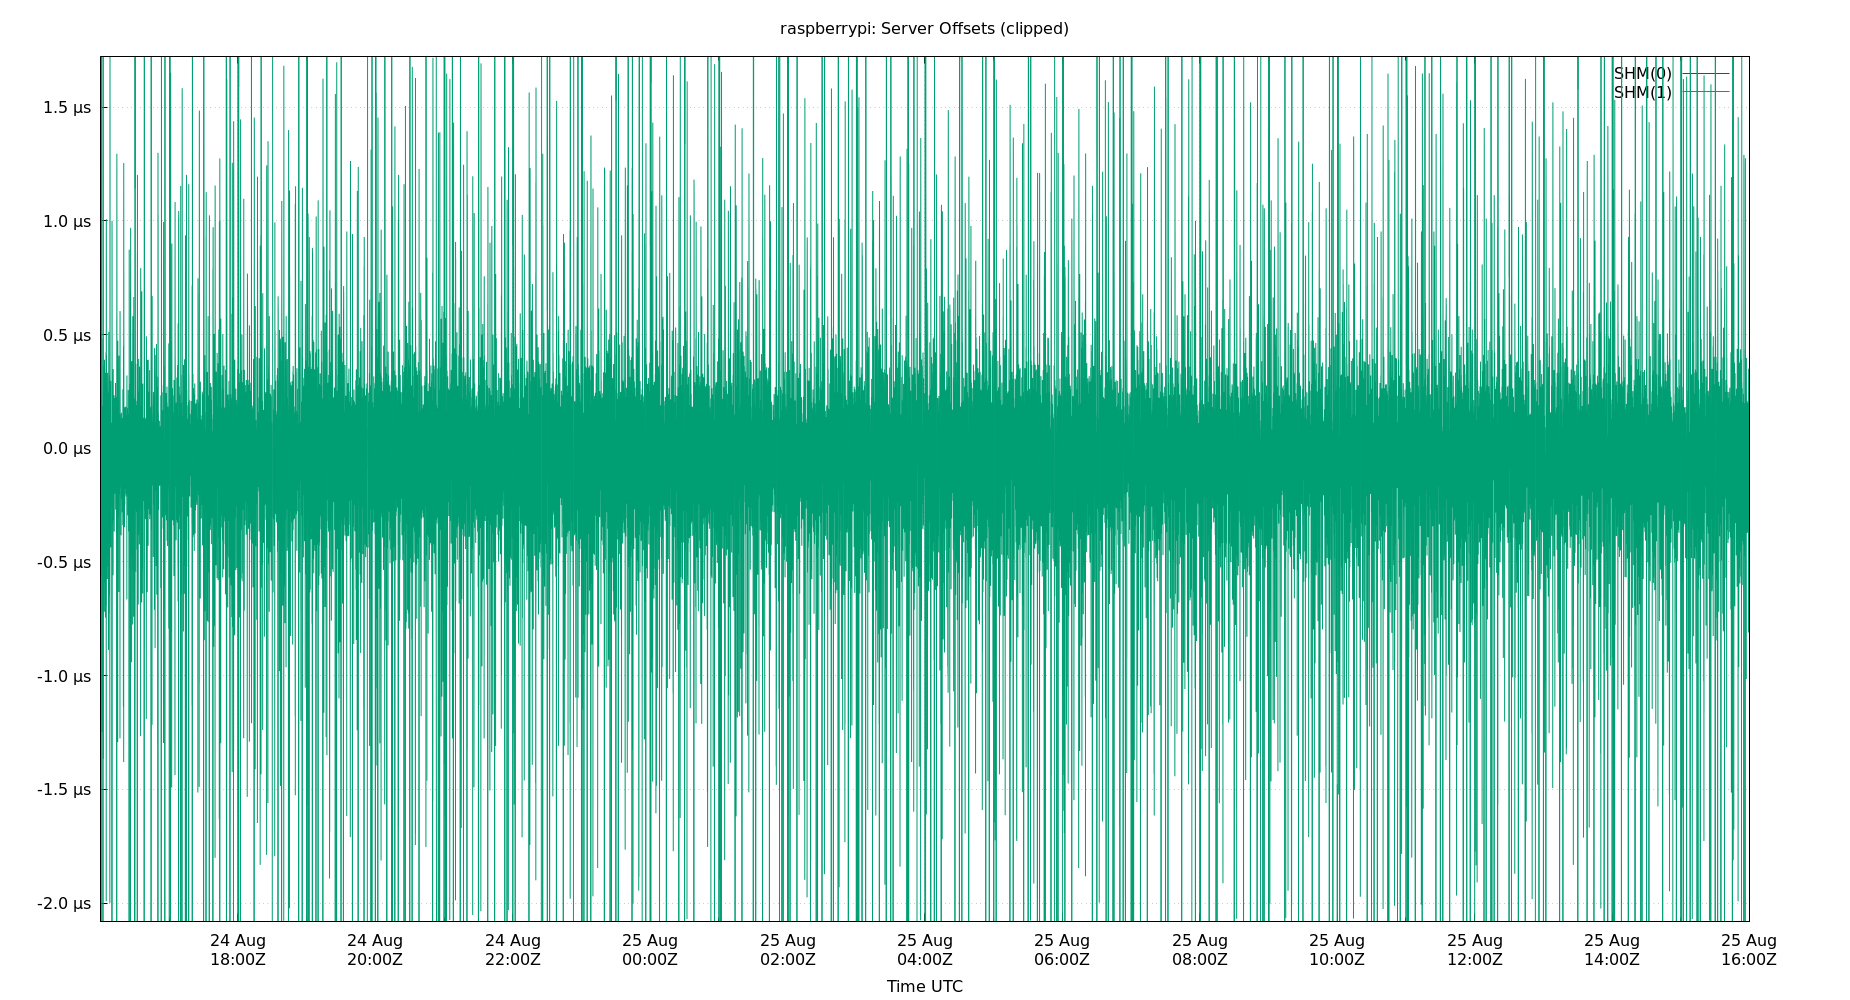 raspberrypi: Server Offsets (clipped)
SHM(0)
SHM(1)
1.5 µs
1.0 µs
0.5 µs
0.0 µs
-0.5 µs
-1.0 µs
-1.5 µs
-2.0 µs
24 Aug 24 Aug 24 Aug 25 Aug 25 Aug 25 Aug 25 Aug 25 Aug 25 Aug 25 Aug 25 Aug 25 Aug
18:00Z 20:00Z 22:00Z 00:00Z 02:00Z 04:00Z 06:00Z 08:00Z 10:00Z 12:00Z 14:00Z 16:00Z
Time UTC